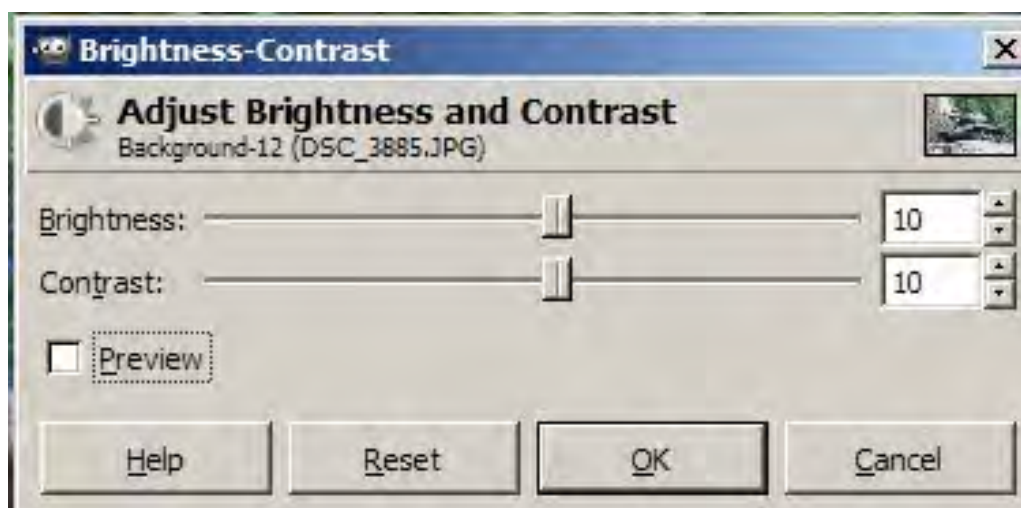 Brightness-Contrast
Adjust Brightness and Contrast
Background-12 (DSC_3885.JPG)
Brightness: 10
Contrast: 10
Preview
Help Reset OK Cancel